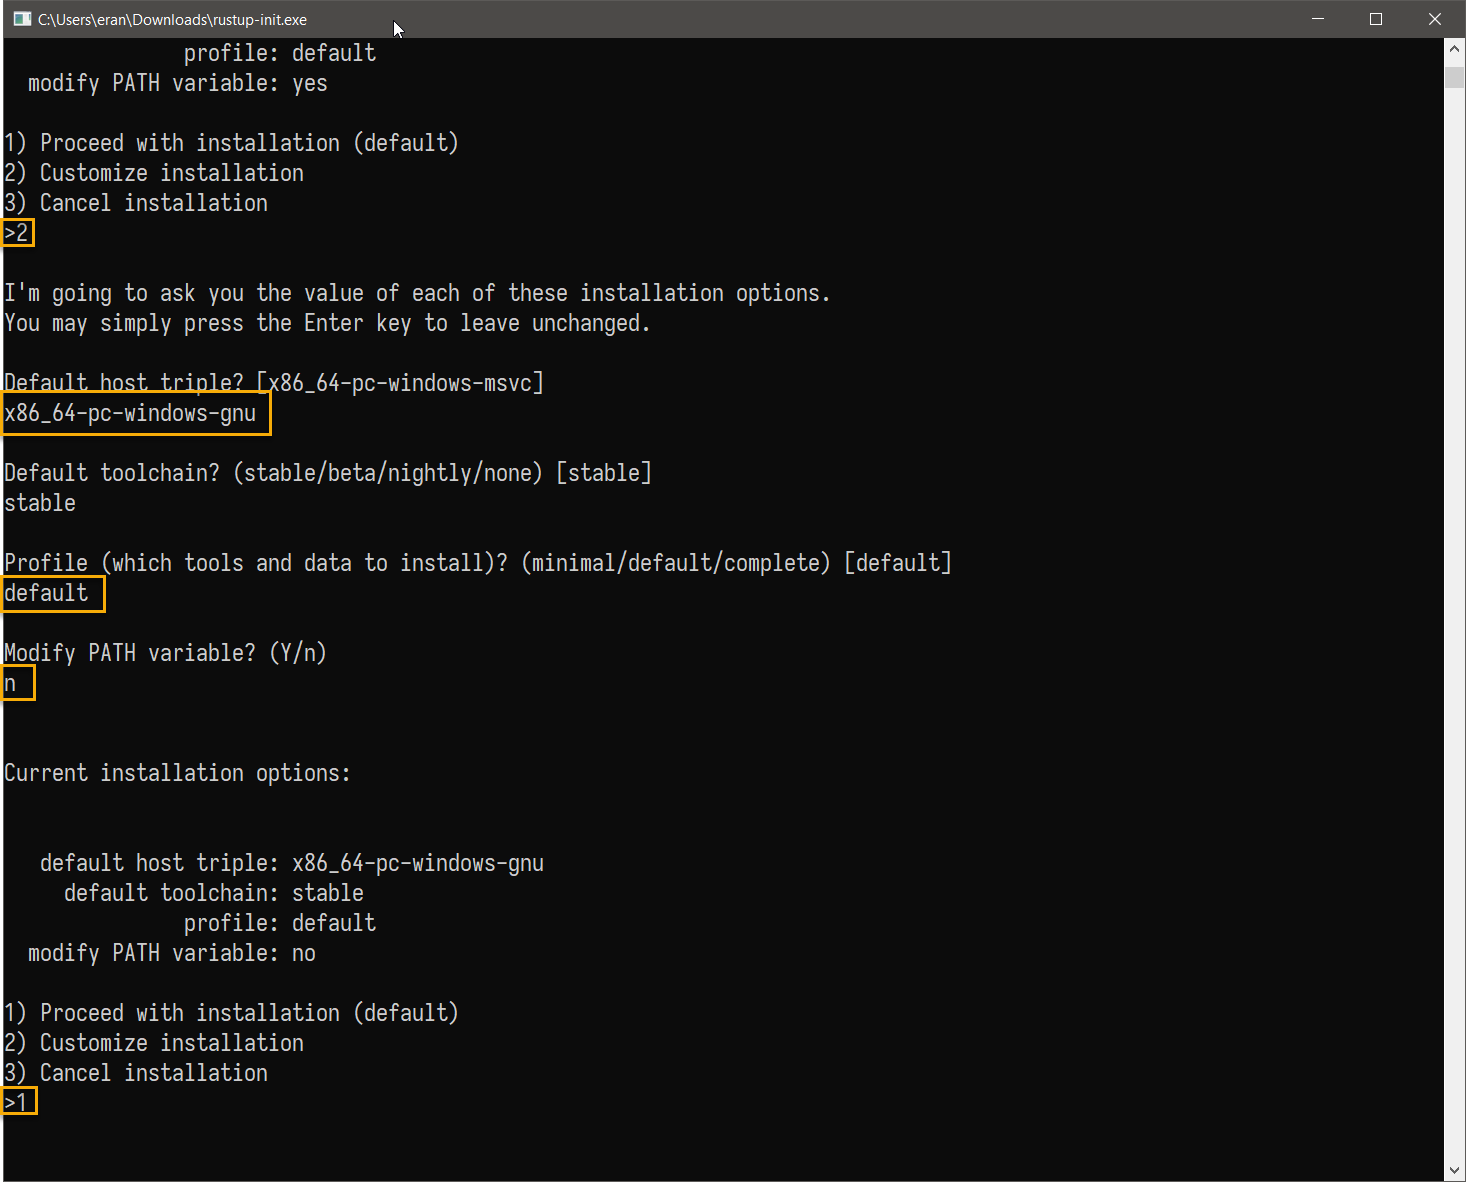 C:\Users\eran\Downloads\rustup-init.exe
profile: default
modify PATH variable: yes
1) Proceed with installation (default)
2) Customize installation
3) Cancel installation
>2
I'm going to ask you the value of each of these installation options.
You may simply press the Enter key to leave unchanged.
Default host triple? [x86_64-pc-windows-msvc]
x86_64-pc-windows-gnu
Default toolchain? (stable/beta/nightly/none) [stable]
stable
Profile (which tools and data to install)? (minimal/default/complete) [default]
default
Modify PATH variable? (Y/n)
n
Current installation options:
default host triple: x86_64-pc-windows-gnu
default toolchain: stable
profile: default
modify PATH variable: no
1) Proceed with installation (default)
2) Customize installation
3) Cancel installation
>1